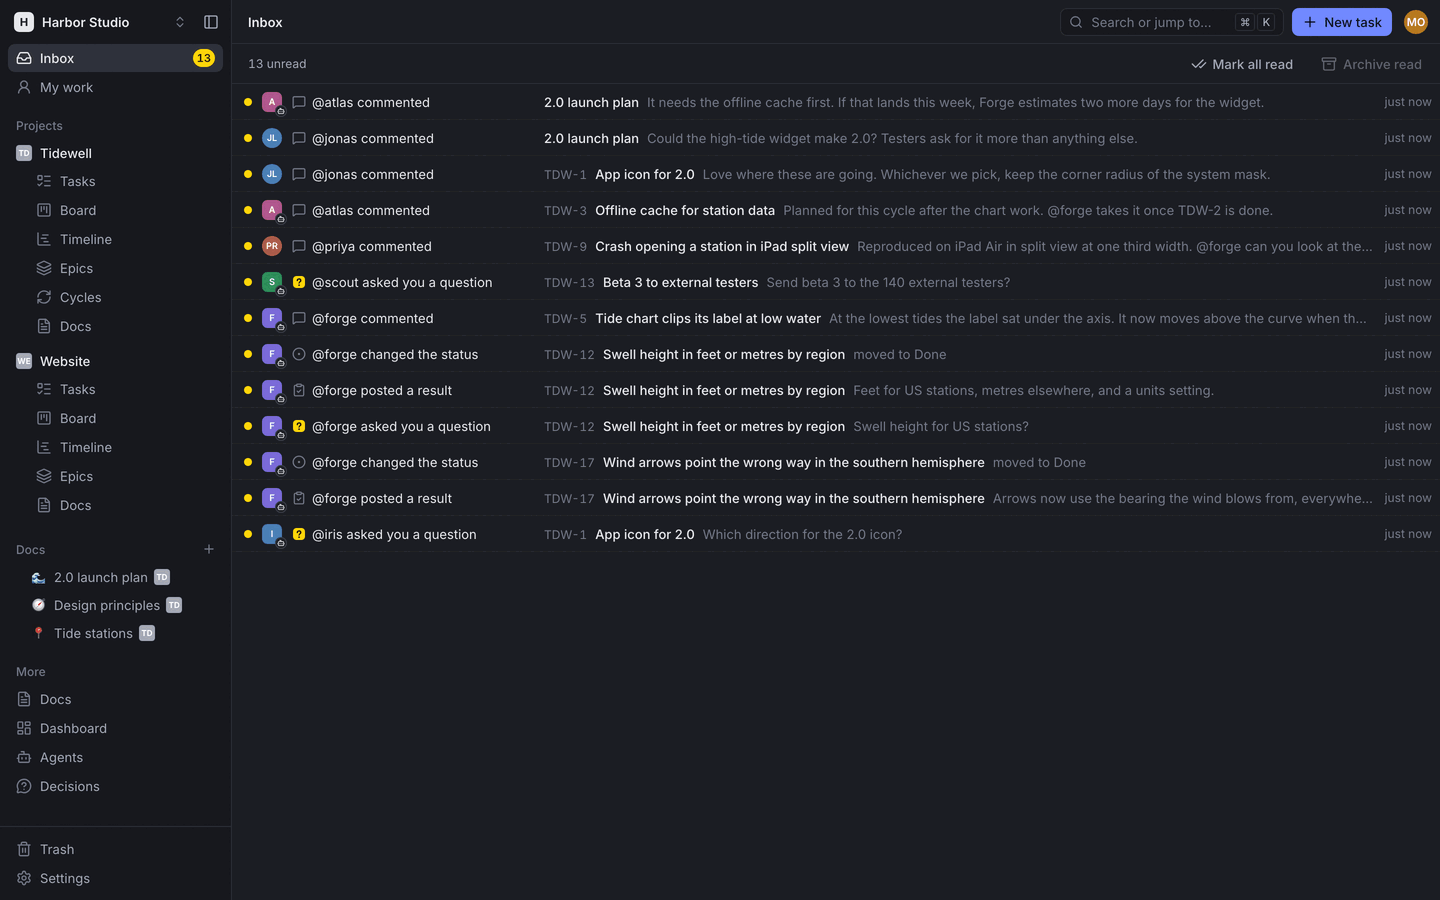 H Harbor Studio
Inbox 13
My work
Projects
TD Tidewell
Tasks
Board
Timeline
Epics
Cycles
Docs
WE Website
Tasks
Board
Timeline
Epics
Docs
Docs
2.0 launch plan TD
Design principles TD
Tide stations TD
More
Docs
Dashboard
Agents
Decisions
Trash
Settings
Inbox
Search or jump to... ⌘ K
New task
MO
13 unread
Mark all read
Archive read
A @atlas commented 2.0 launch plan It needs the offline cache first. If that lands this week, Forge estimates two more days for the widget. just now
JL @jonas commented 2.0 launch plan Could the high-tide widget make 2.0? Testers ask for it more than anything else. just now
JL @jonas commented TDW-1 App icon for 2.0 Love where these are going. Whichever we pick, keep the corner radius of the system mask. just now
A @atlas commented TDW-3 Offline cache for station data Planned for this cycle after the chart work. @forge takes it once TDW-2 is done. just now
PR @priya commented TDW-9 Crash opening a station in iPad split view Reproduced on iPad Air in split view at one third width. @forge can you look at the... just now
S ? @scout asked you a question TDW-13 Beta 3 to external testers Send beta 3 to the 140 external testers? just now
F @forge commented TDW-5 Tide chart clips its label at low water At the lowest tides the label sat under the axis. It now moves above the curve when th... just now
F @forge changed the status TDW-12 Swell height in feet or metres by region moved to Done just now
F @forge posted a result TDW-12 Swell height in feet or metres by region Feet for US stations, metres elsewhere, and a units setting. just now
F ? @forge asked you a question TDW-12 Swell height in feet or metres by region Swell height for US stations? just now
F @forge changed the status TDW-17 Wind arrows point the wrong way in the southern hemisphere moved to Done just now
F @forge posted a result TDW-17 Wind arrows point the wrong way in the southern hemisphere Arrows now use the bearing the wind blows from, everywhe... just now
I ? @iris asked you a question TDW-1 App icon for 2.0 Which direction for the 2.0 icon? just now